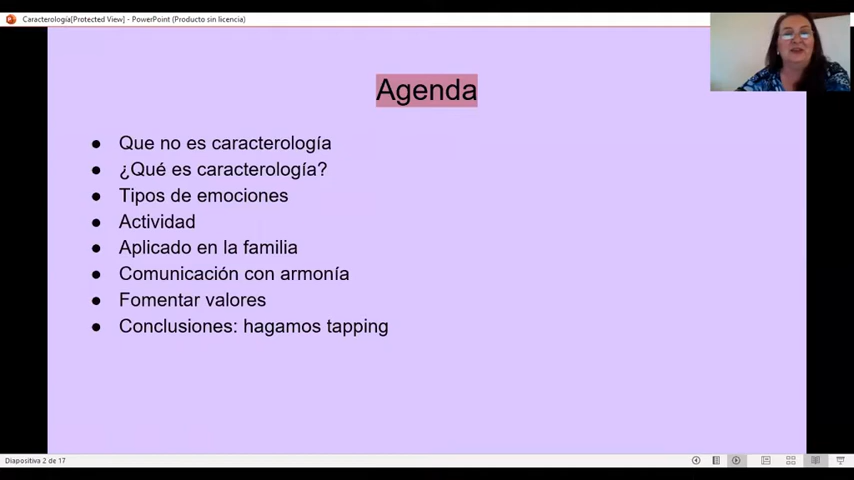 Caracterología[Protected View] - PowerPoint (Producto sin licencia)
Agenda
● Que no es caracterología
● ¿Qué es caracterología?
● Tipos de emociones
● Actividad
● Aplicado en la familia
● Comunicación con armonía
● Fomentar valores
● Conclusiones: hagamos tapping
Diapositiva 2 de 17